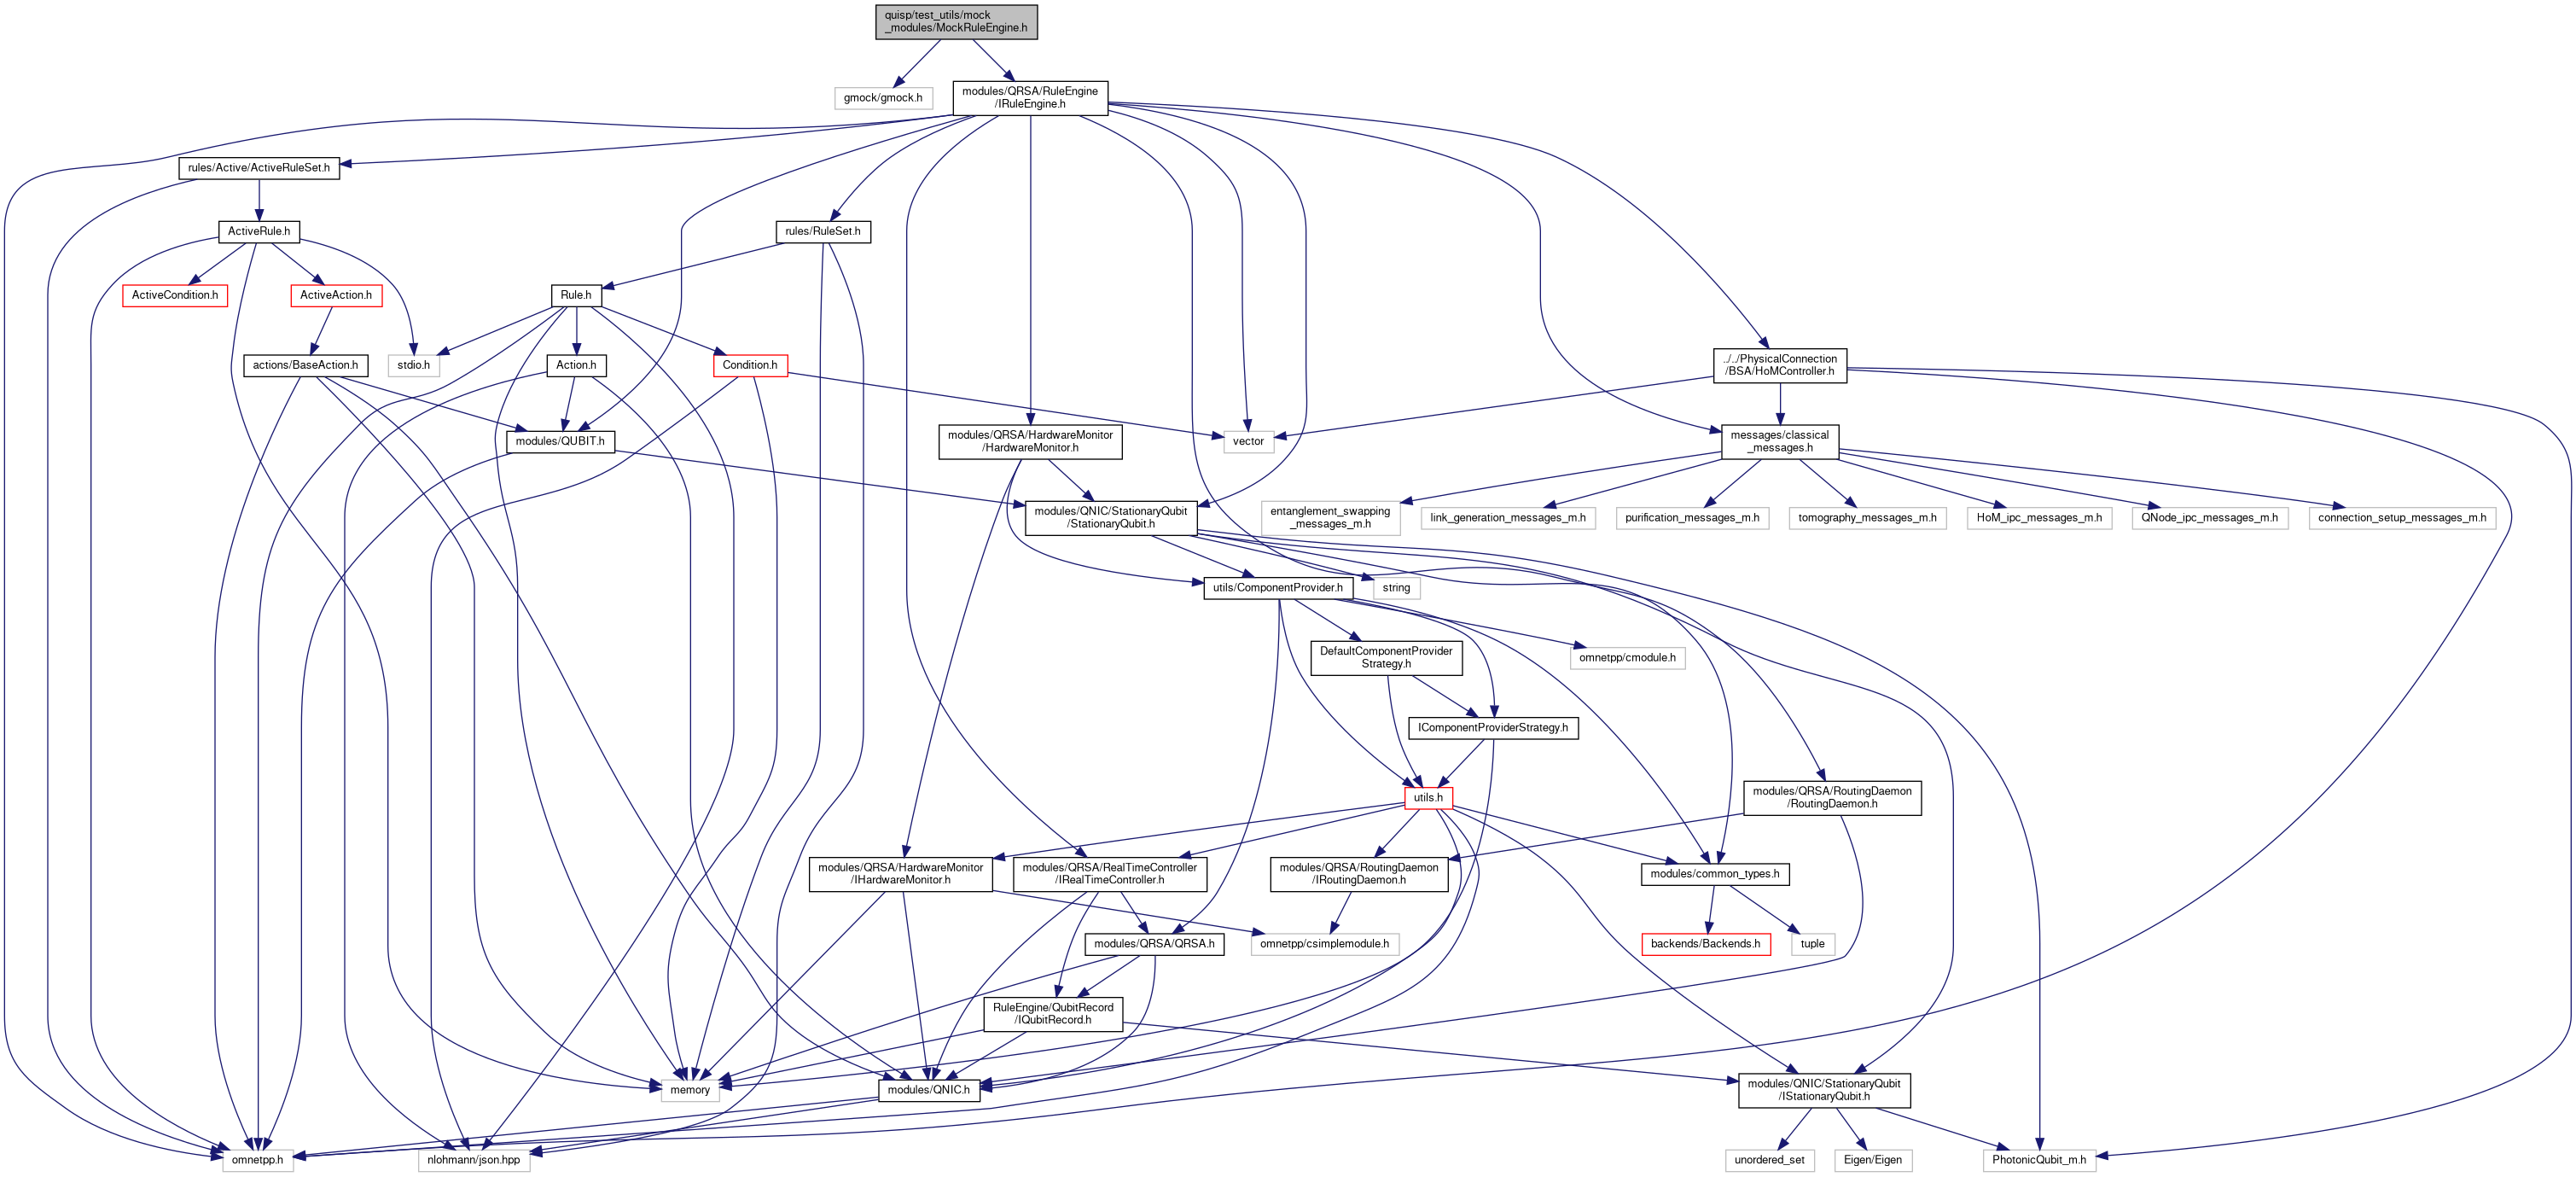 quisp/test_utils/mock
_modules/MockRuleEngine.h
gmock/gmock.h
modules/QRSA/RuleEngine
/IRuleEngine.h
rules/Active/ActiveRuleSet.h
ActiveRule.h
rules/RuleSet.h
ActiveCondition.h
ActiveAction.h
Rule.h
actions/BaseAction.h
stdio.h
Action.h
Condition.h
../../PhysicalConnection
/BSA/HoMController.h
modules/QUBIT.h
modules/QRSA/HardwareMonitor
/HardwareMonitor.h
vector
messages/classical
_messages.h
modules/QNIC/StationaryQubit
/StationaryQubit.h
entanglement_swapping
_messages_m.h
link_generation_messages_m.h
purification_messages_m.h
tomography_messages_m.h
HoM_ipc_messages_m.h
QNode_ipc_messages_m.h
connection_setup_messages_m.h
utils/ComponentProvider.h
string
DefaultComponentProvider
Strategy.h
omnetpp/cmodule.h
IComponentProviderStrategy.h
utils.h
modules/QRSA/RoutingDaemon
/RoutingDaemon.h
modules/QRSA/HardwareMonitor
/IHardwareMonitor.h
modules/QRSA/RealTimeController
/IRealTimeController.h
modules/QRSA/RoutingDaemon
/IRoutingDaemon.h
modules/common_types.h
modules/QRSA/QRSA.h
omnetpp/csimplemodule.h
backends/Backends.h
tuple
RuleEngine/QubitRecord
/IQubitRecord.h
memory
modules/QNIC.h
modules/QNIC/StationaryQubit
/IStationaryQubit.h
omnetpp.h
nlohmann/json.hpp
unordered_set
Eigen/Eigen
PhotonicQubit_m.h